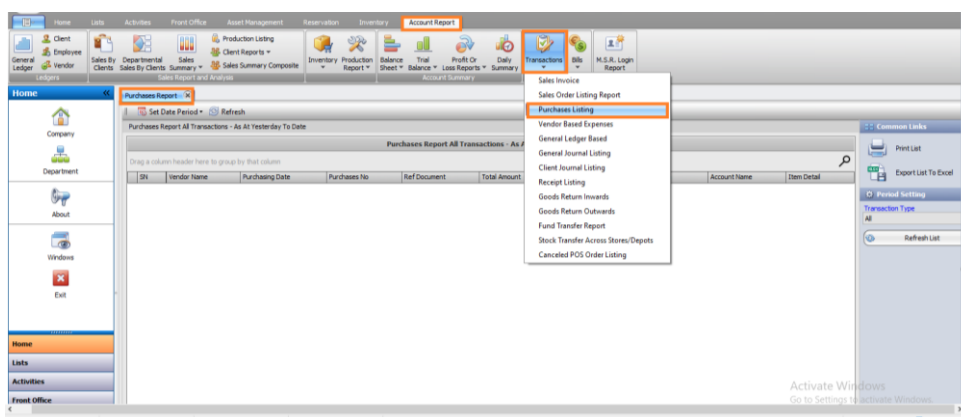 Home Lists Activities Front Office Asset Management Reservation Inventory Account Report
General Ledger
Client
Employee
Vendor
Ledgers
Sales By Clients
Departmental Sales By Clients
Sales Summary
Production Listing
Client Reports
Sales Summary Composite
Sales Report and Analysis
Inventory
Production Report
Balance Sheet
Trial Balance
Profit Or Loss Reports
Daily Summary
Account Summary
Transactions
Bills
M.S.R. Login Report
Sales Invoice
Sales Order Listing Report
Purchases Listing
Vendor Based Expenses
General Ledger Based
General Journal Listing
Client Journal Listing
Receipt Listing
Goods Return Inwards
Goods Return Outwards
Fund Transfer Report
Stock Transfer Across Stores/Depots
Canceled POS Order Listing
Home «
Company
Department
About
Windows
Exit
Home
Lists
Activities
Front Office
Purchases Report X
Set Date Period Refresh
Purchases Report All Transactions - As At Yesterday To Date
Purchases Report All Transactions - As A
Drag a column header here to group by that column
SN Vendor Name Purchasing Date Purchases No Ref Document Total Amount Account Name Item Detail
Common Links
Print List
Export List To Excel
Period Setting
Transaction Type
All
Refresh List
Activate Windows
Go to Settings to activate Windows.